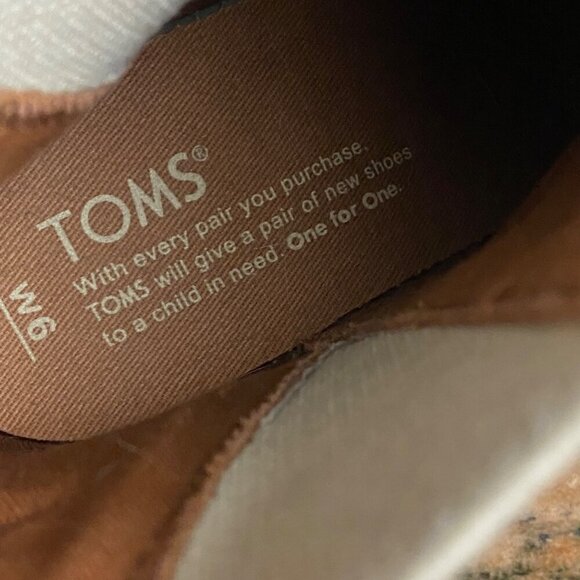 TOMS®
With every pair you purchase,
TOMS will give a pair of new shoes
to a child in need. One for One.
W6